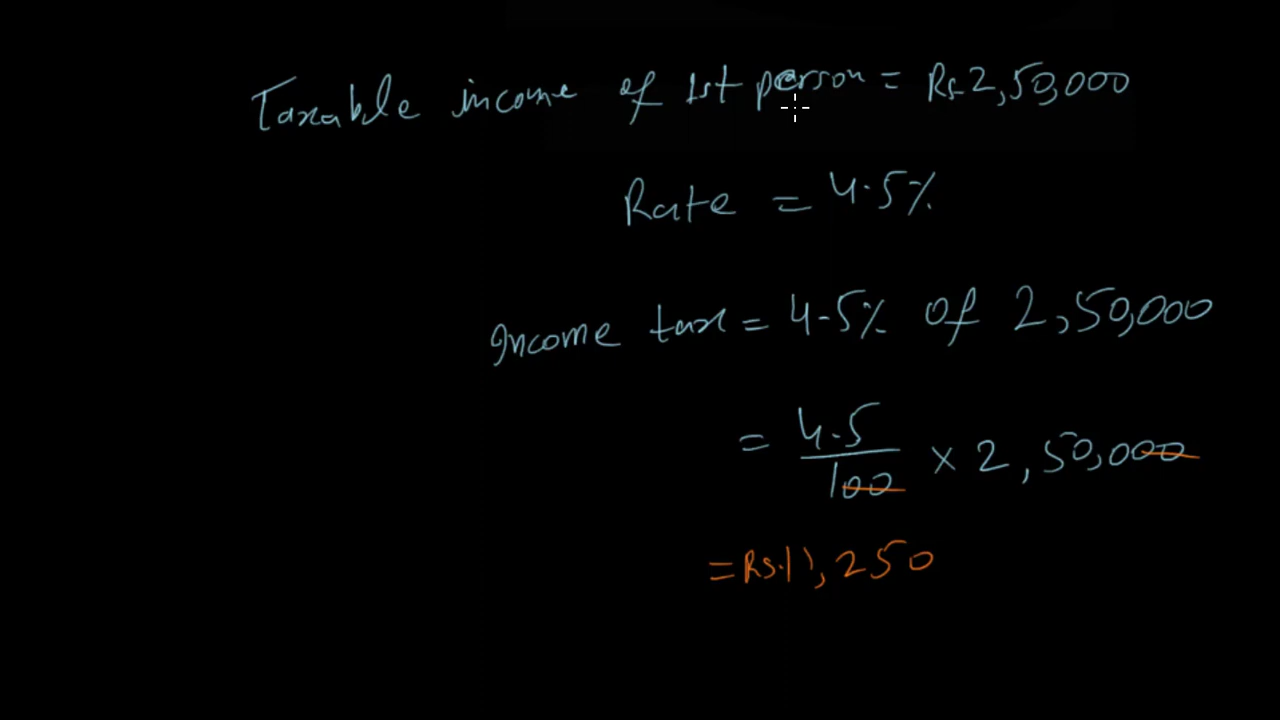 Taxable income of 1st person = Rs.2,50,000
Rate = 4.5%
Income tax = 4.5% of 2,50,000
= 4.5/100 × 2,50,000
= Rs.11,250